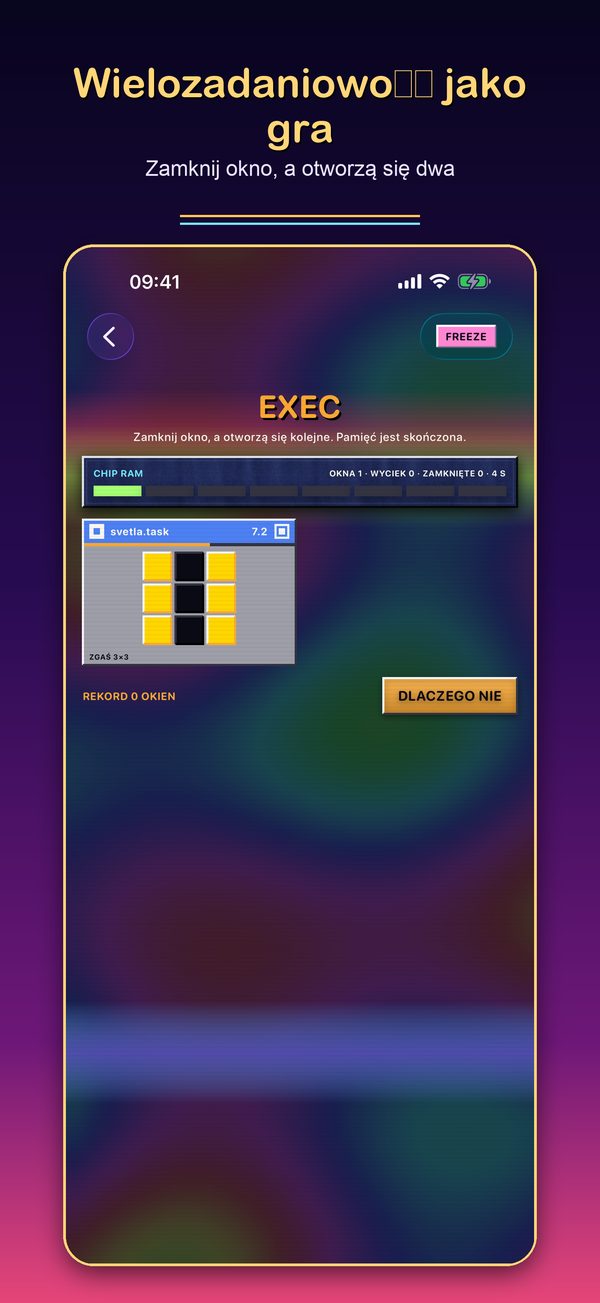 Wielozadaniowo□□ jako
gra
Zamknij okno, a otworzą się dwa
09:41
FREEZE
EXEC
Zamknij okno, a otworzą się kolejne. Pamięć jest skończona.
CHIP RAM
OKNA 1 · WYCIEK 0 · ZAMKNIĘTE 0 · 4 S
svetla.task
7.2
ZGAŚ 3×3
REKORD 0 OKIEN
DLACZEGO NIE